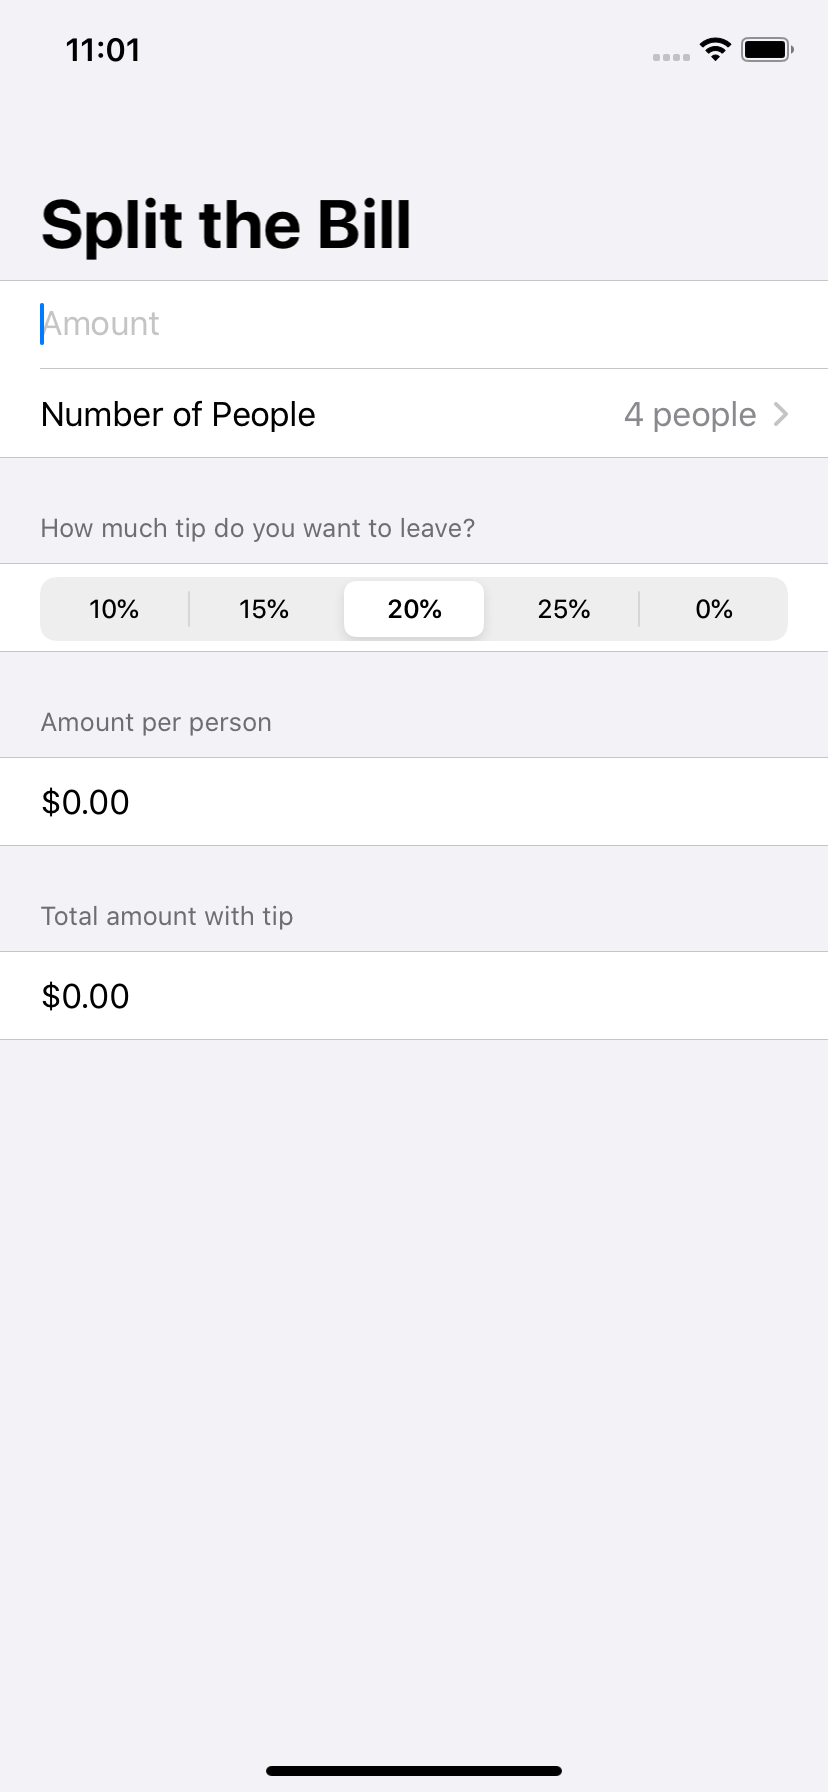 11:01
Split the Bill
Amount
Number of People 4 people
How much tip do you want to leave?
10% 15% 20% 25% 0%
Amount per person
$0.00
Total amount with tip
$0.00